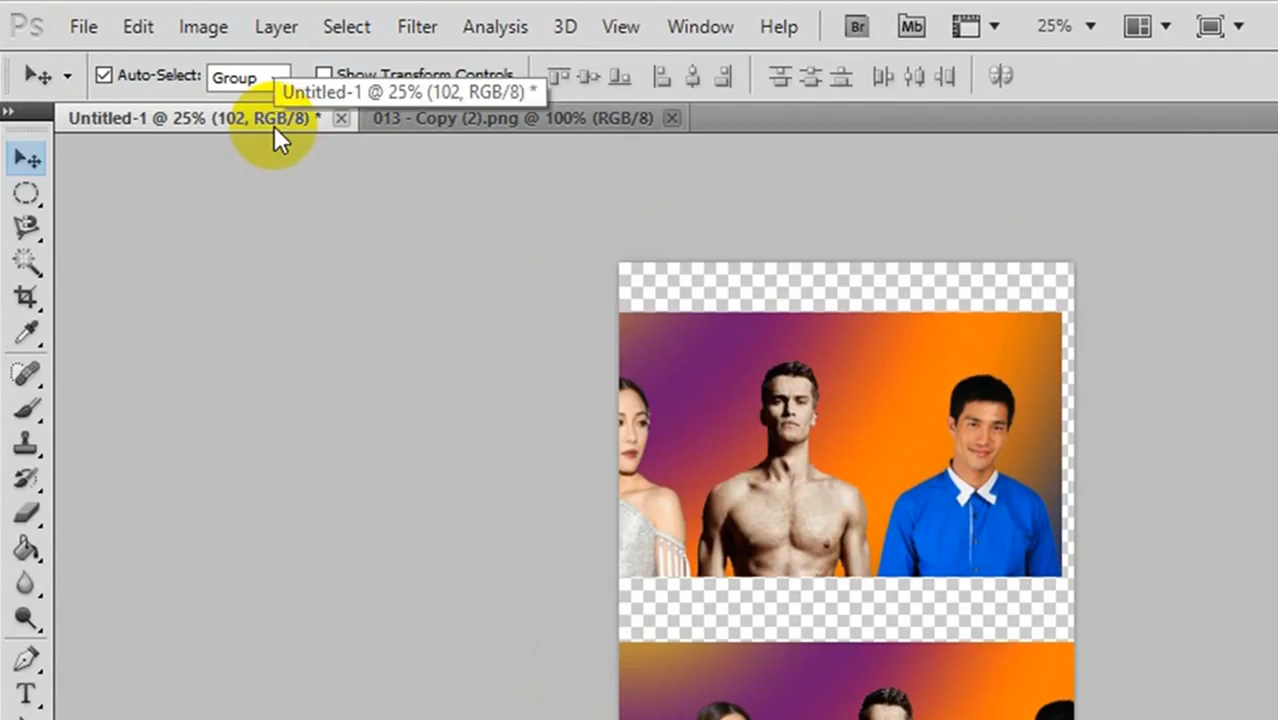 Ps File Edit Image Layer Select Filter Analysis 3D View Window Help Br Mb 25%
Auto-Select: Group Show Transform Controls
Untitled-1 @ 25% (102, RGB/8) *
Untitled-1 @ 25% (102, RGB/8) * 013 - Copy (2).png @ 100% (RGB/8)
T